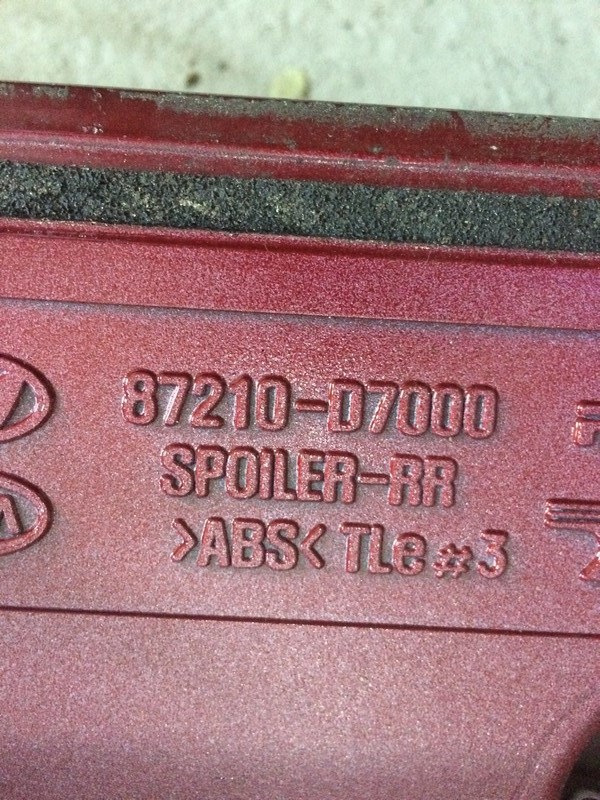 87210-D7000
SPOILER-RR
>ABS< TLe#3